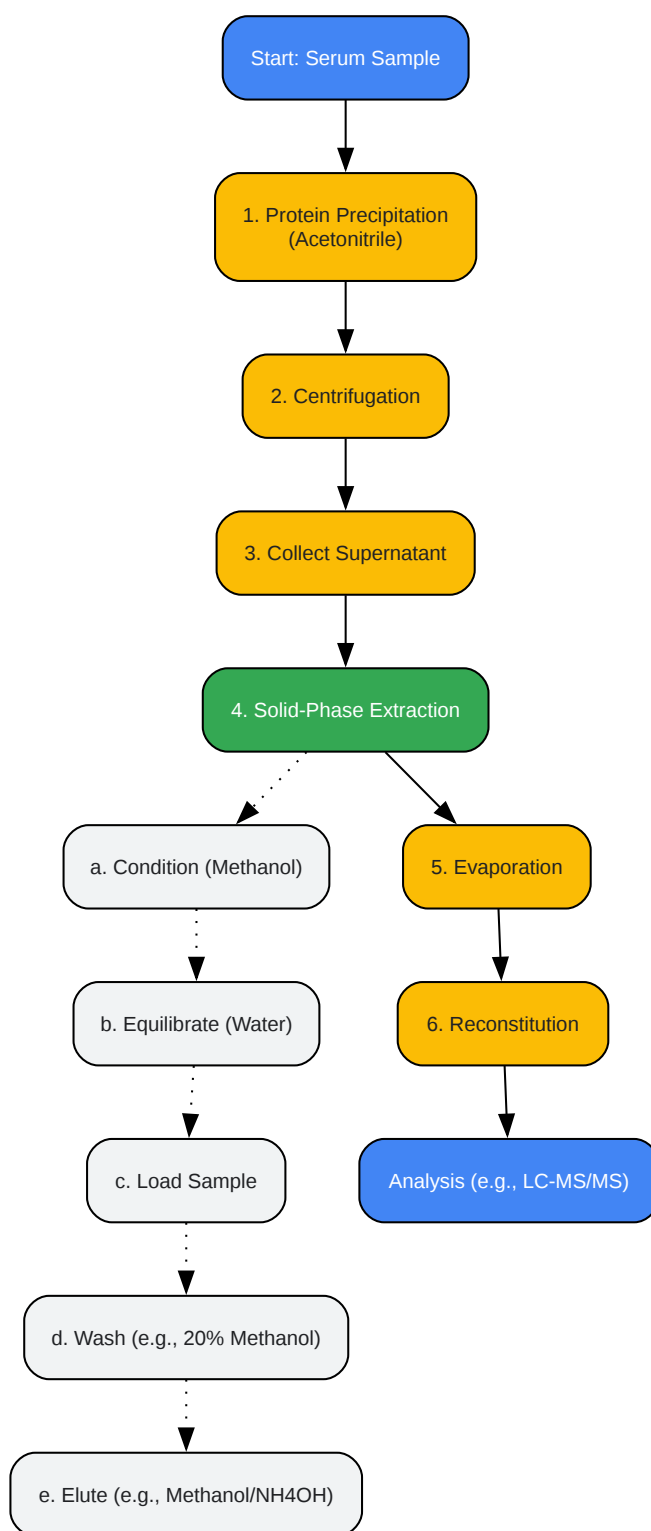 Start: Serum Sample
1. Protein Precipitation
(Acetonitrile)
2. Centrifugation
3. Collect Supernatant
4. Solid-Phase Extraction
a. Condition (Methanol)
5. Evaporation
b. Equilibrate (Water)
6. Reconstitution
c. Load Sample
Analysis (e.g., LC-MS/MS)
d. Wash (e.g., 20% Methanol)
e. Elute (e.g., Methanol/NH4OH)